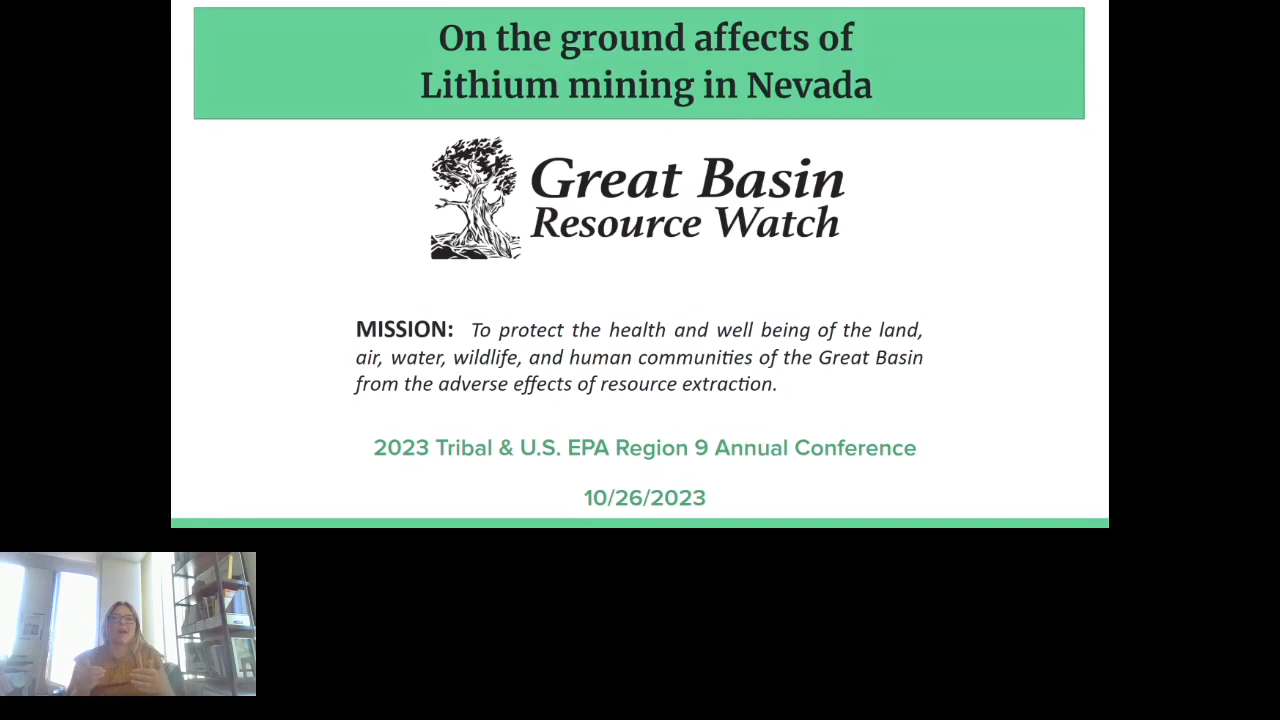 On the ground affects of
Lithium mining in Nevada
Great Basin
Resource Watch
MISSION: To protect the health and well being of the land,
air, water, wildlife, and human communities of the Great Basin
from the adverse effects of resource extraction.
2023 Tribal & U.S. EPA Region 9 Annual Conference
10/26/2023